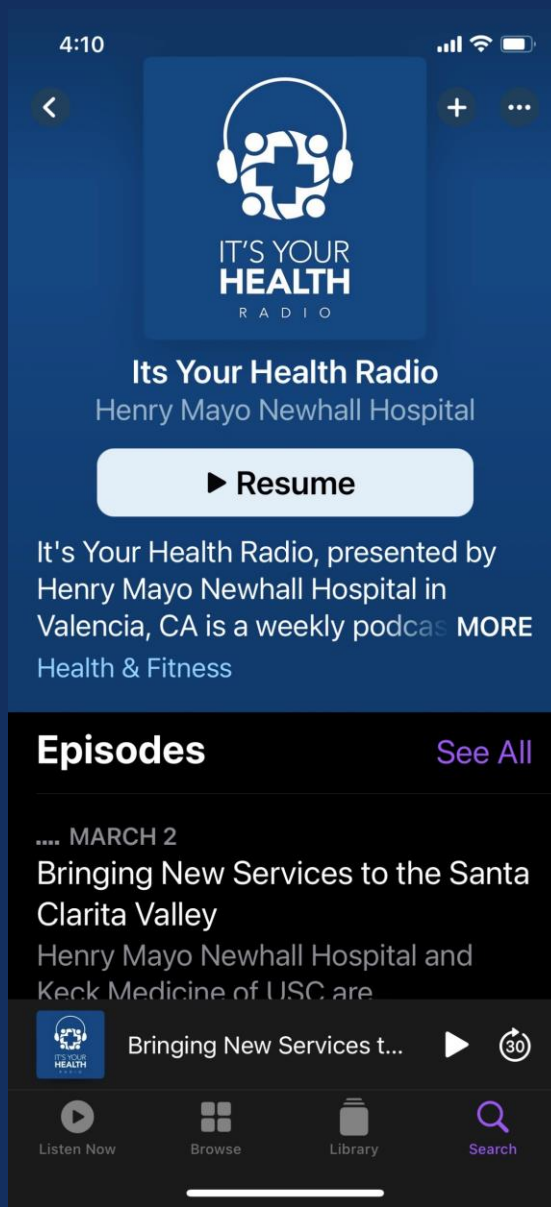 4:10
IT'S YOUR
HEALTH
RADIO
Its Your Health Radio
Henry Mayo Newhall Hospital
Resume
It's Your Health Radio, presented by
Henry Mayo Newhall Hospital in
Valencia, CA is a weekly podcas MORE
Health & Fitness
Episodes See All
.... MARCH 2
Bringing New Services to the Santa
Clarita Valley
Henry Mayo Newhall Hospital and
Keck Medicine of USC are
IT'S YOUR
HEALTH
Bringing New Services t...
30
Listen Now Browse Library Search